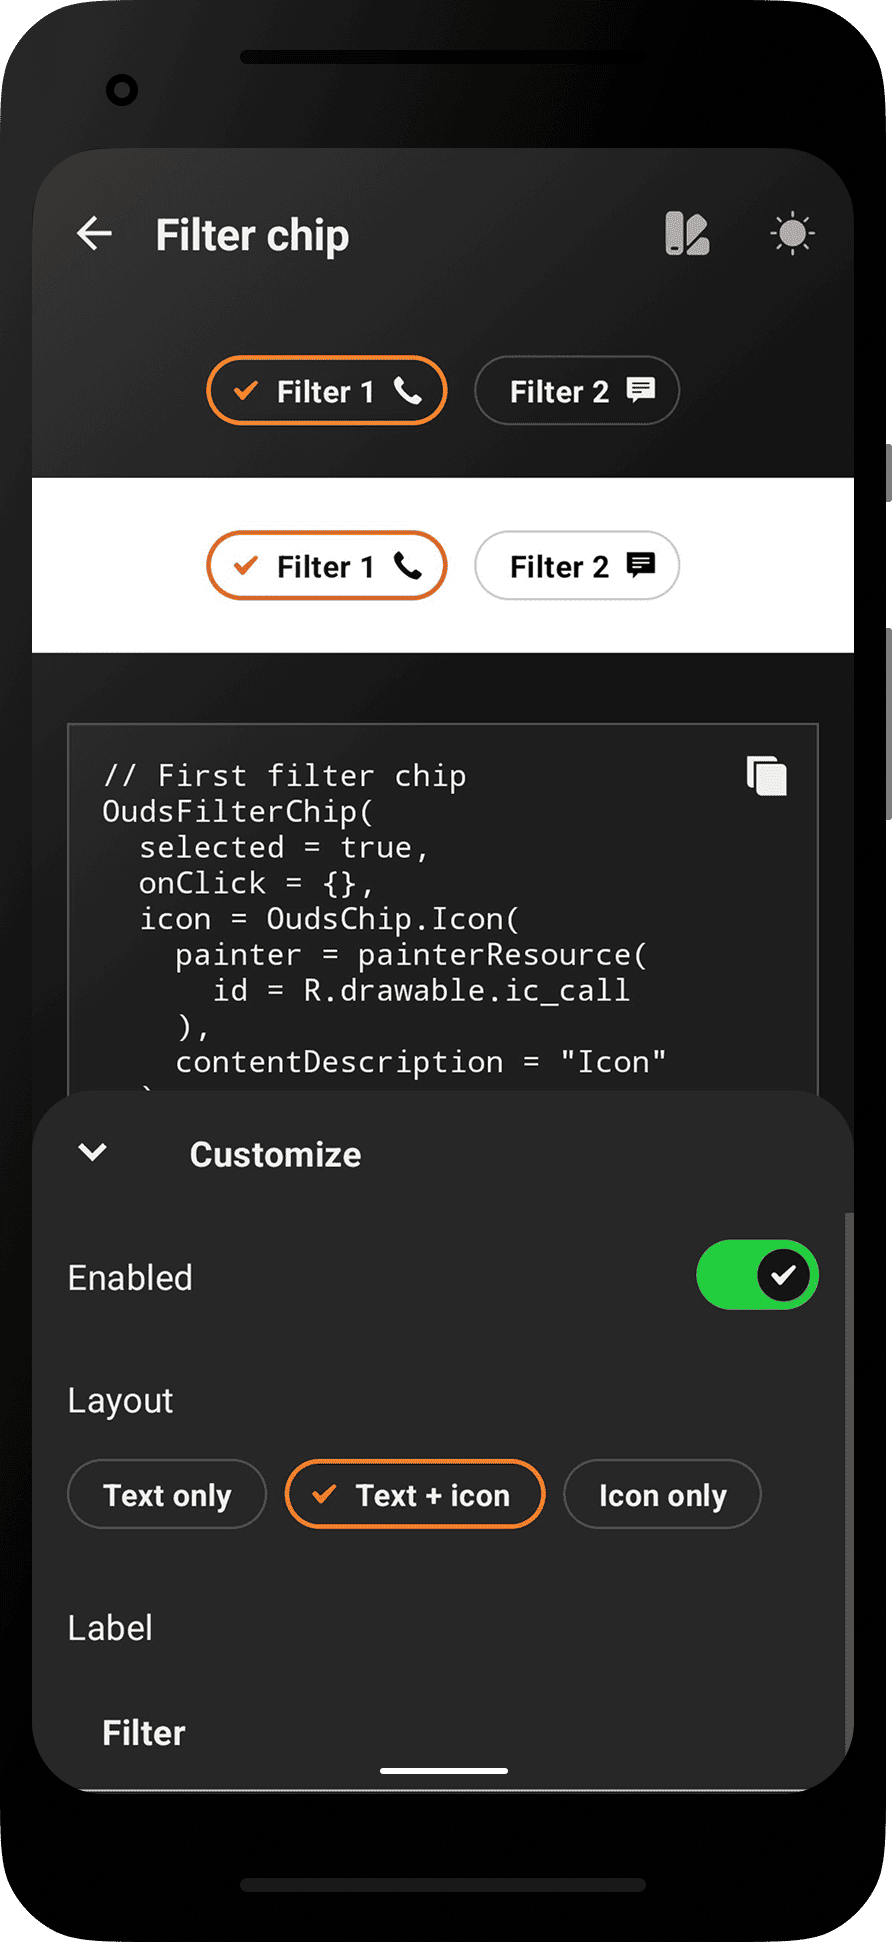 Filter chip
Filter 1 Filter 2
Filter 1 Filter 2
// First filter chip
OudsFilterChip(
  selected = true,
  onClick = {},
  icon = OudsChip.Icon(
    painter = painterResource(
      id = R.drawable.ic_call
    ),
    contentDescription = "Icon"
Customize
Enabled
Layout
Text only Text + icon Icon only
Label
Filter